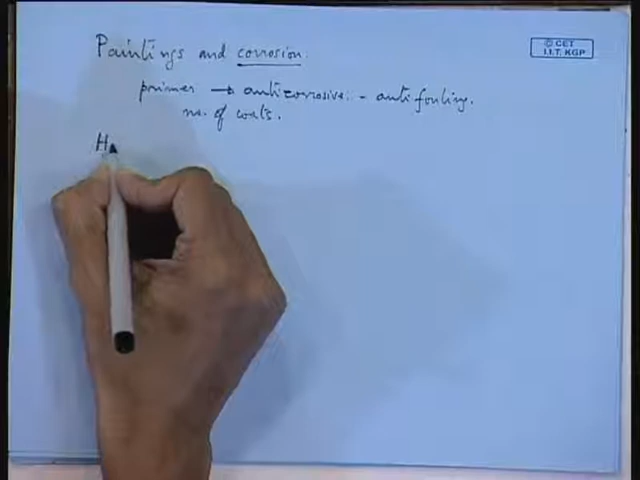 Paintings and corrosion.
© CET
I.I.T. KGP
primer → anticorrosive. - antifouling.
no. of coats.
H